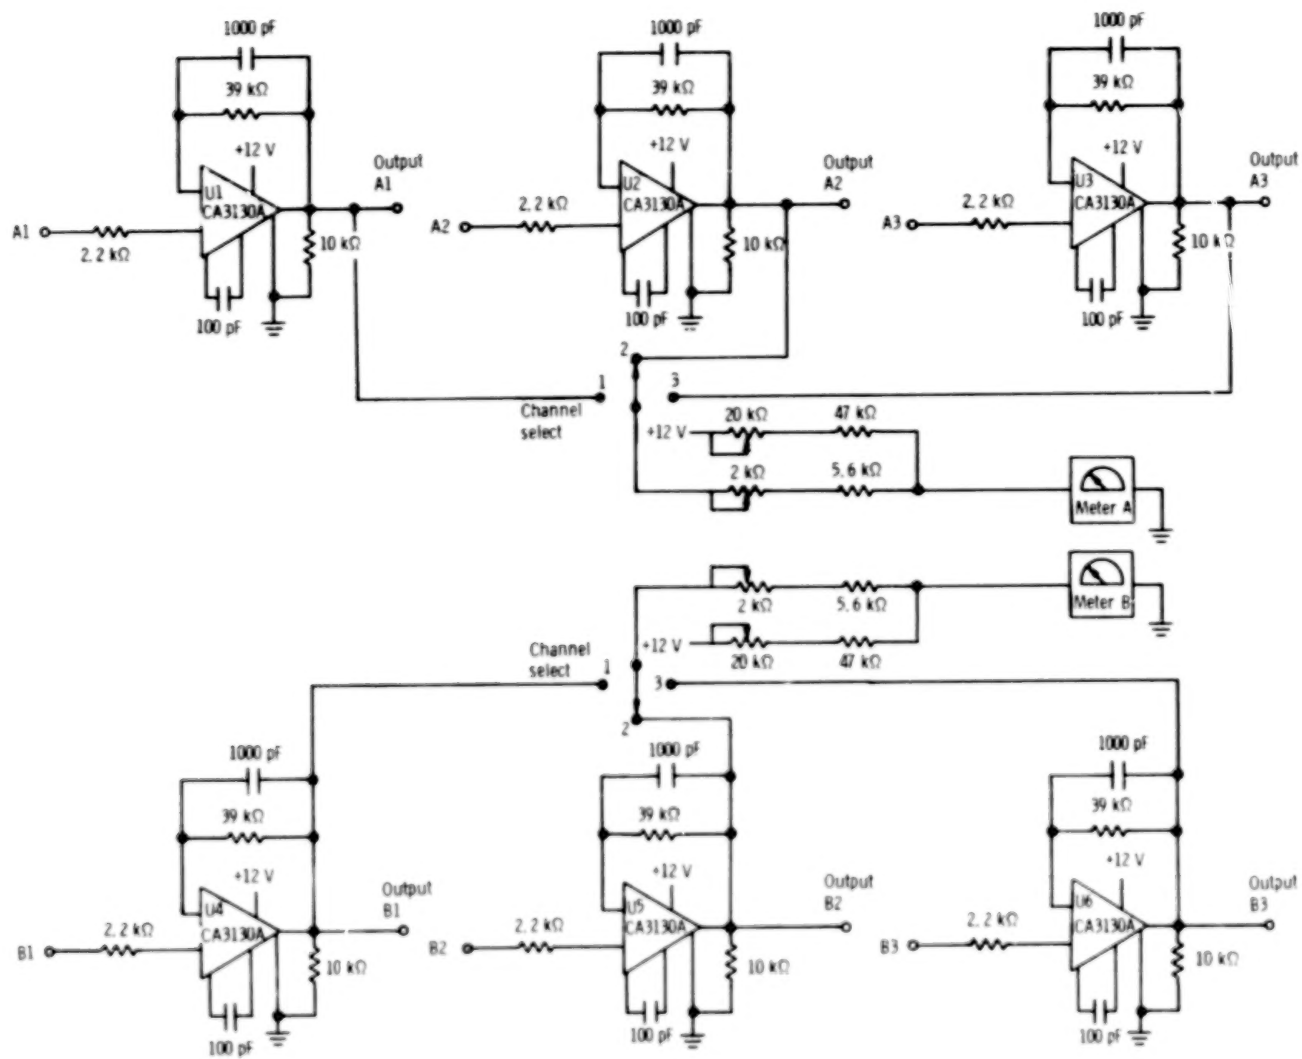 1000 pF
39 kΩ
+12 V
U1
CA3130A
Output
A1
A1
2.2 kΩ
10 kΩ
100 pF
1000 pF
39 kΩ
+12 V
U2
CA3130A
Output
A2
A2
2.2 kΩ
10 kΩ
100 pF
1000 pF
39 kΩ
+12 V
U3
CA3130A
Output
A3
A3
2.2 kΩ
10 kΩ
100 pF
2
1
3
Channel
select
+12 V
20 kΩ
47 kΩ
2 kΩ
5.6 kΩ
Meter A
2 kΩ
5.6 kΩ
Meter B
+12 V
20 kΩ
47 kΩ
Channel
select
1
3
2
1000 pF
39 kΩ
+12 V
U4
CA3130A
Output
B1
B1
2.2 kΩ
10 kΩ
100 pF
1000 pF
39 kΩ
+12 V
U5
CA3130A
Output
B2
B2
2.2 kΩ
10 kΩ
100 pF
1000 pF
39 kΩ
+12 V
U6
CA3130A
Output
B3
B3
2.2 kΩ
10 kΩ
100 pF